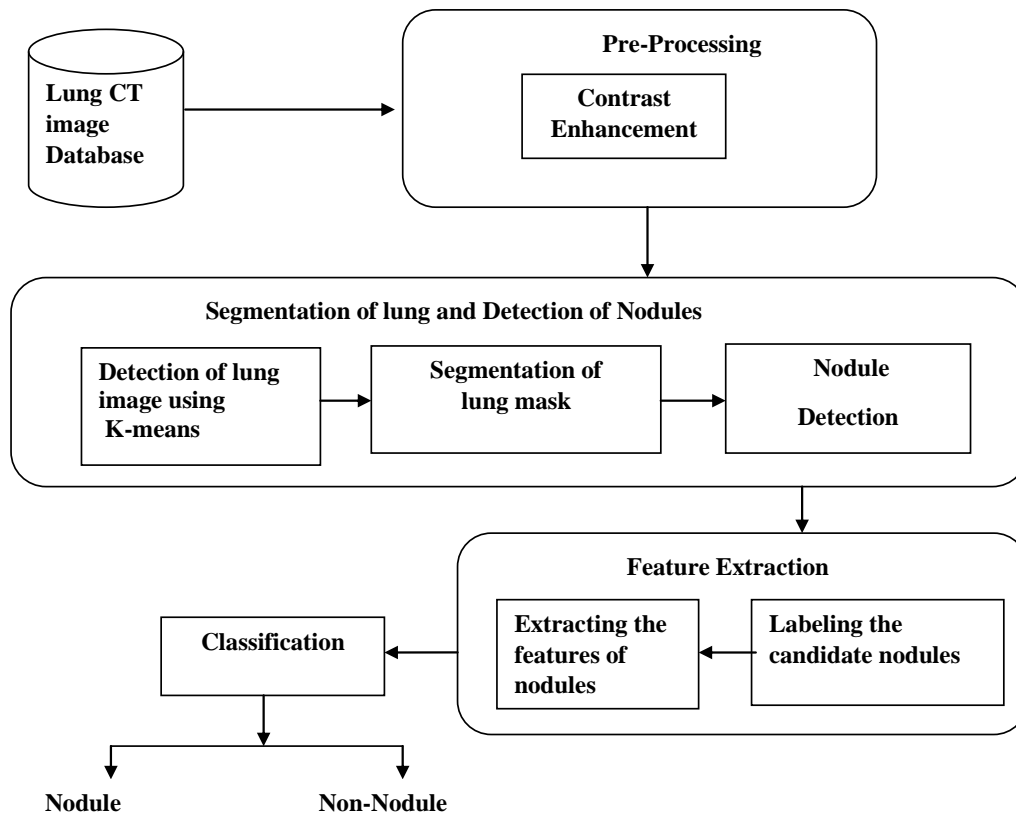 Lung CT
image
Database
Pre-Processing
Contrast
Enhancement
Segmentation of lung and Detection of Nodules
Detection of lung
image using
K-means
Segmentation of
lung mask
Nodule
Detection
Feature Extraction
Labeling the
candidate nodules
Extracting the
features of
nodules
Classification
Nodule
Non-Nodule